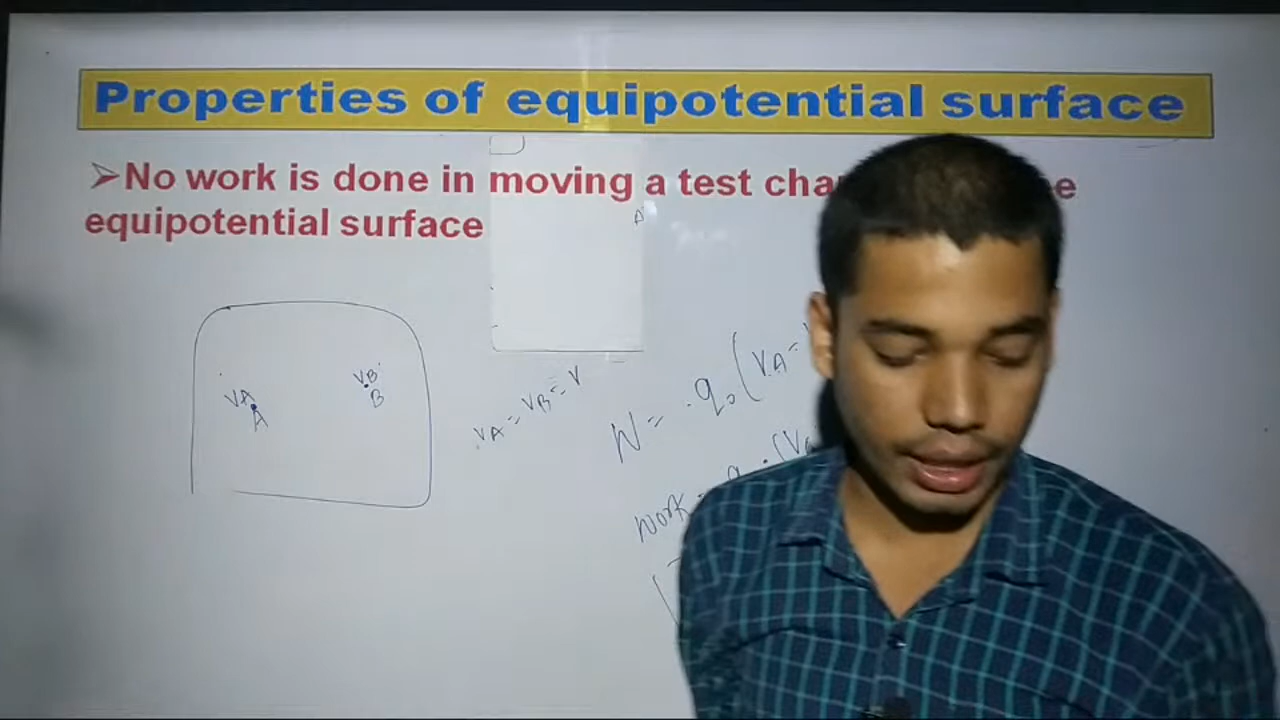 Properties of equipotential surface
➢No work is done in moving a test cha e
equipotential surface
VA
A
VB
B
VA = VB = V
W = q₀ (VA =
work